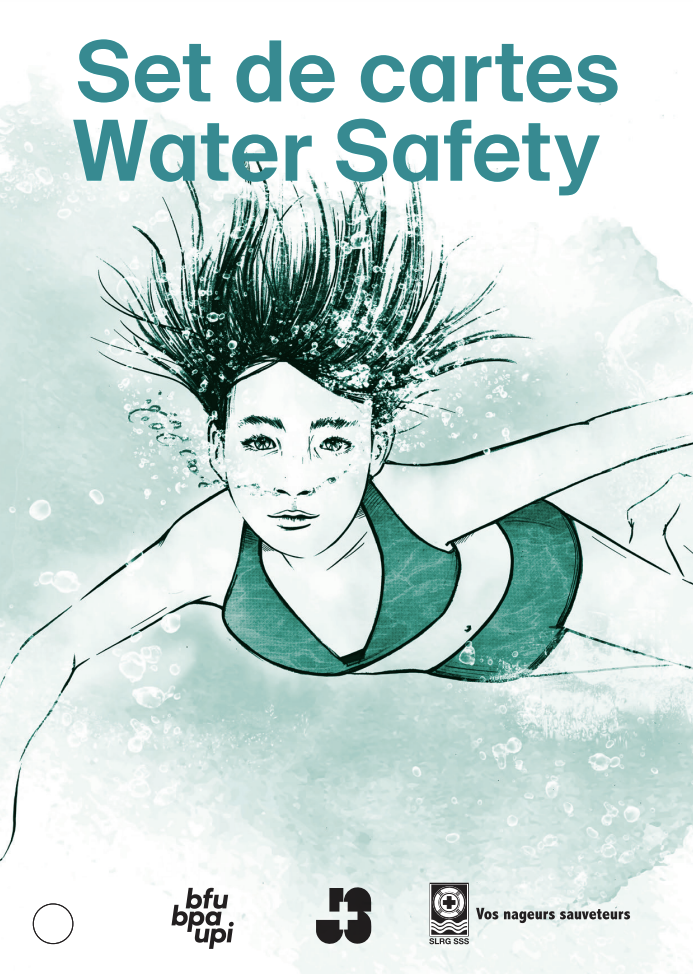 Set de cartes
Water Safety
bfu
bpa
upi
Vos nageurs sauveteurs
SLRG SSS